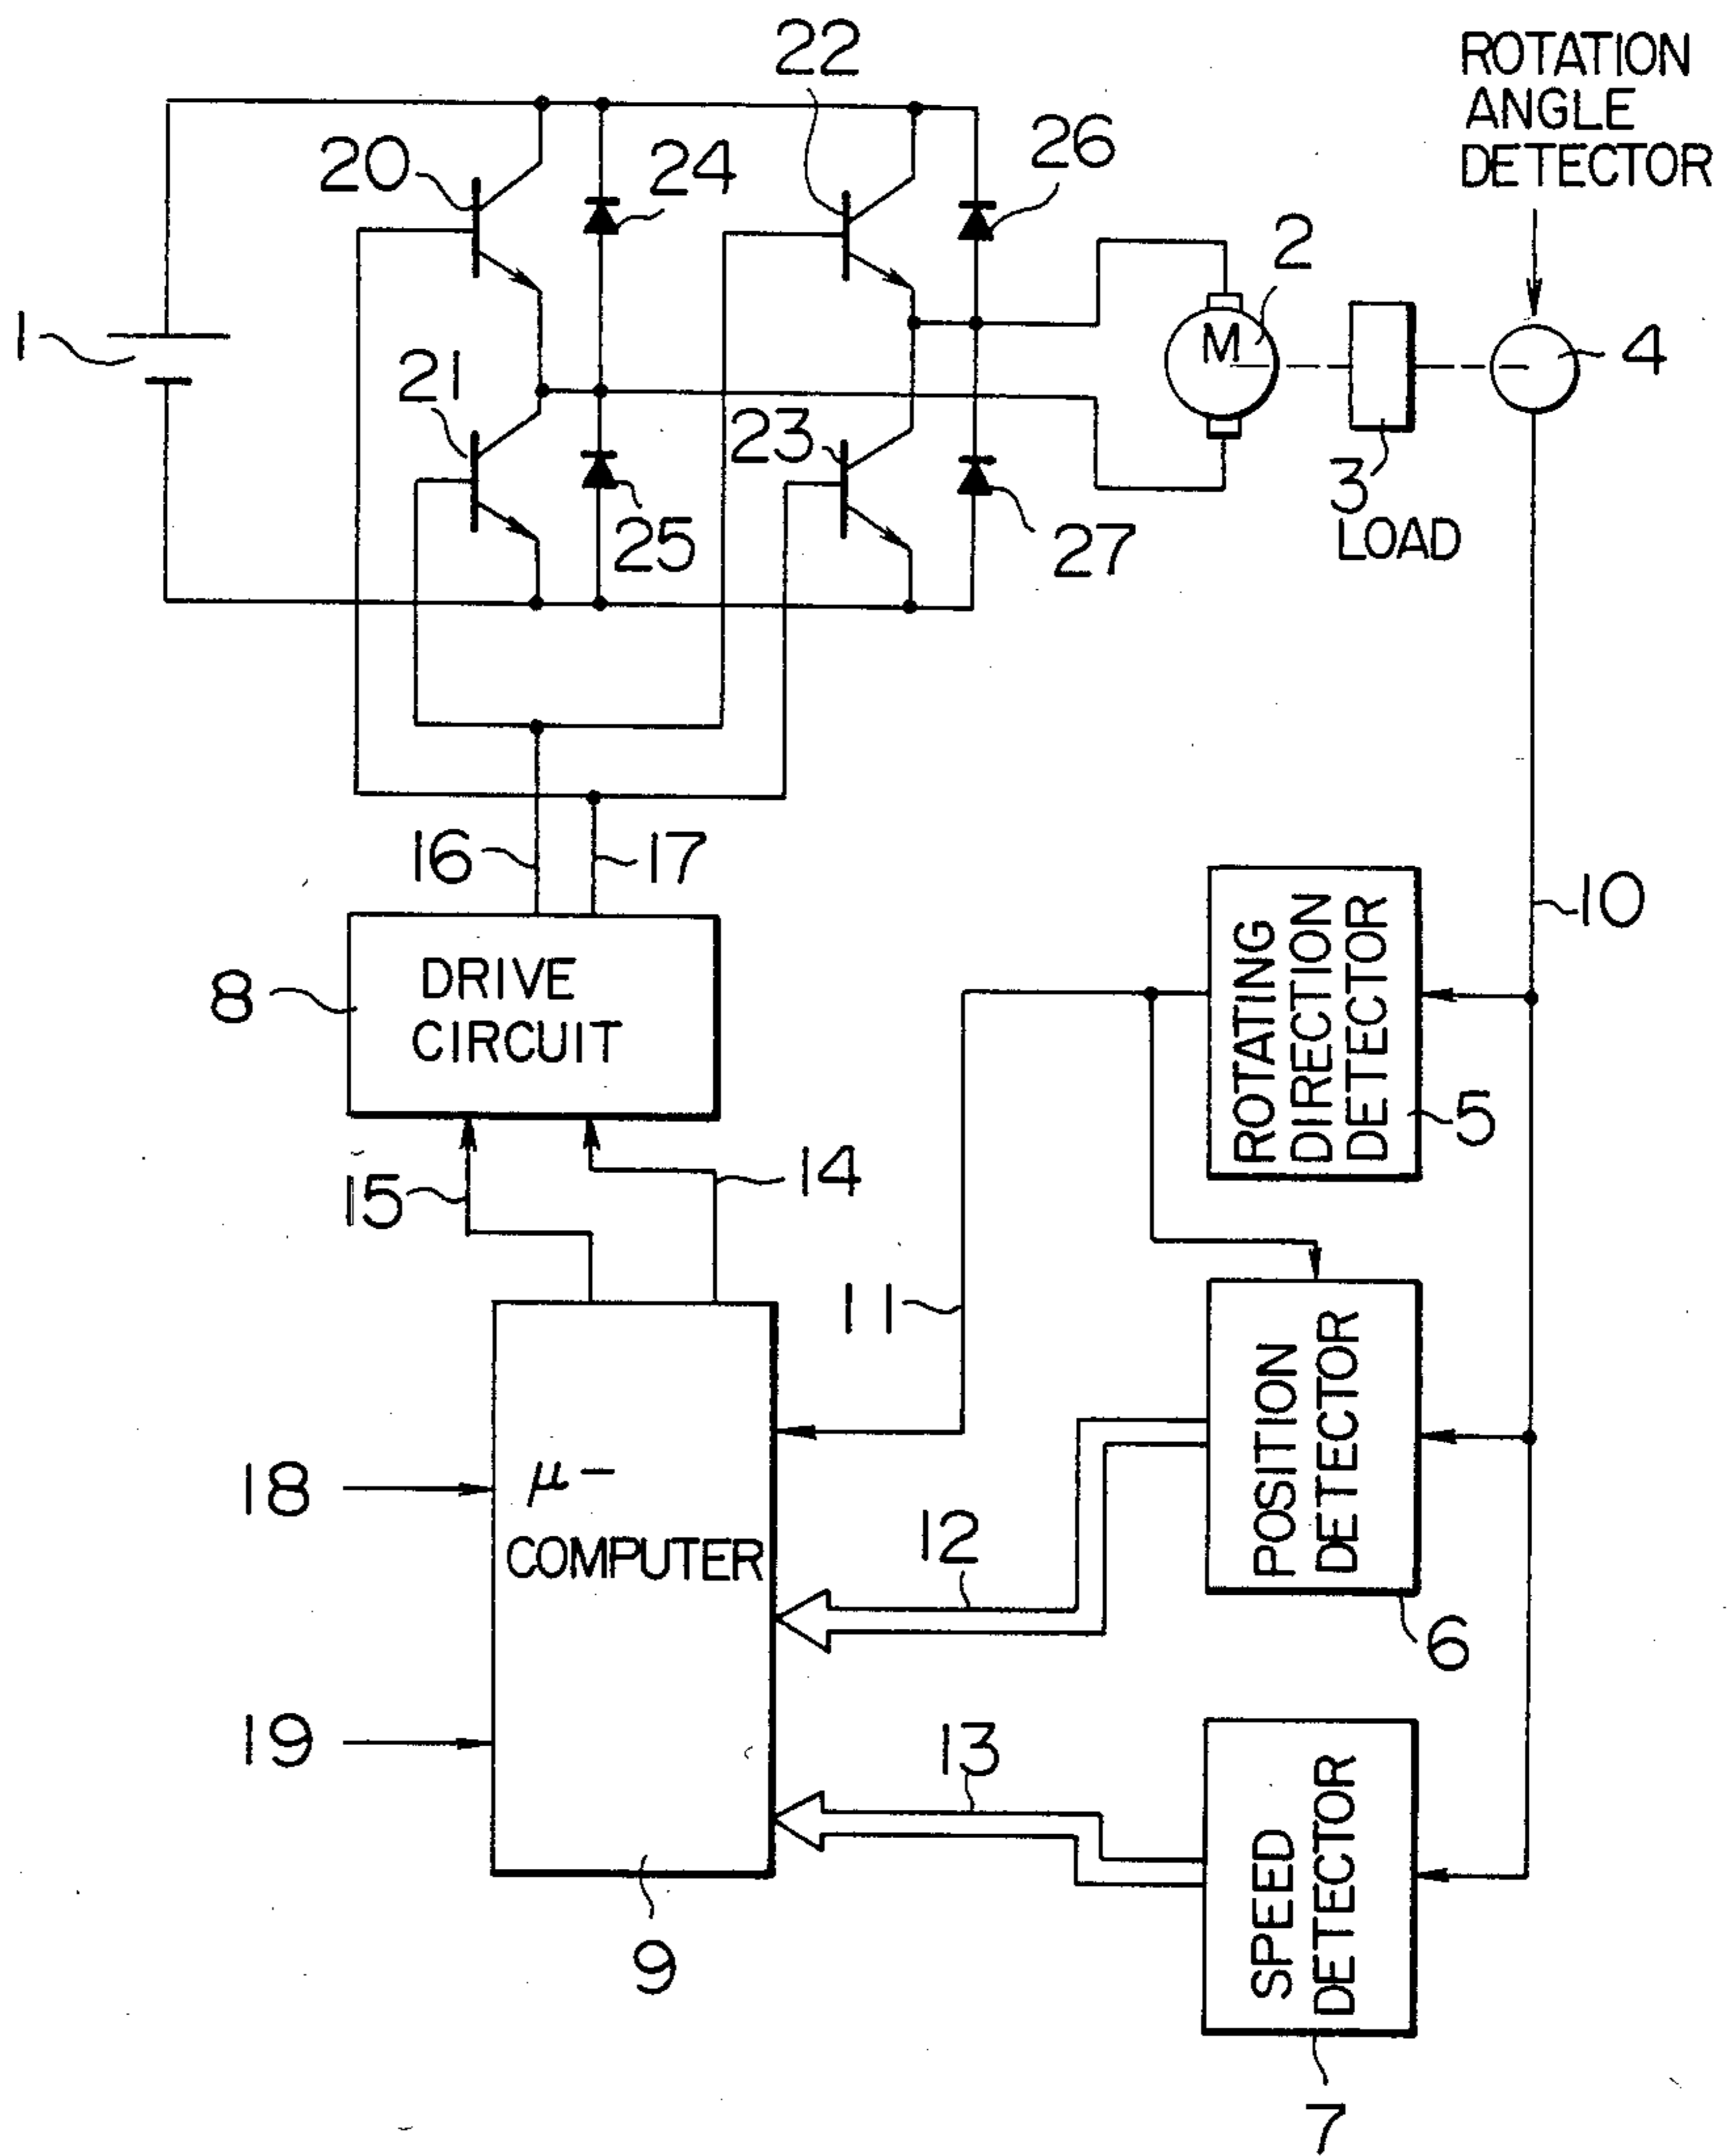 22
ROTATION
ANGLE
DETECTOR
20
24
26
2
1
M
4
21
23
3
LOAD
25
27
16
17
10
8
DRIVE
CIRCUIT
ROTATING
DIRECTION
DETECTOR
5
15
14
11
POSITION
DETECTOR
18
μ-
COMPUTER
12
6
19
13
SPEED
DETECTOR
9
7